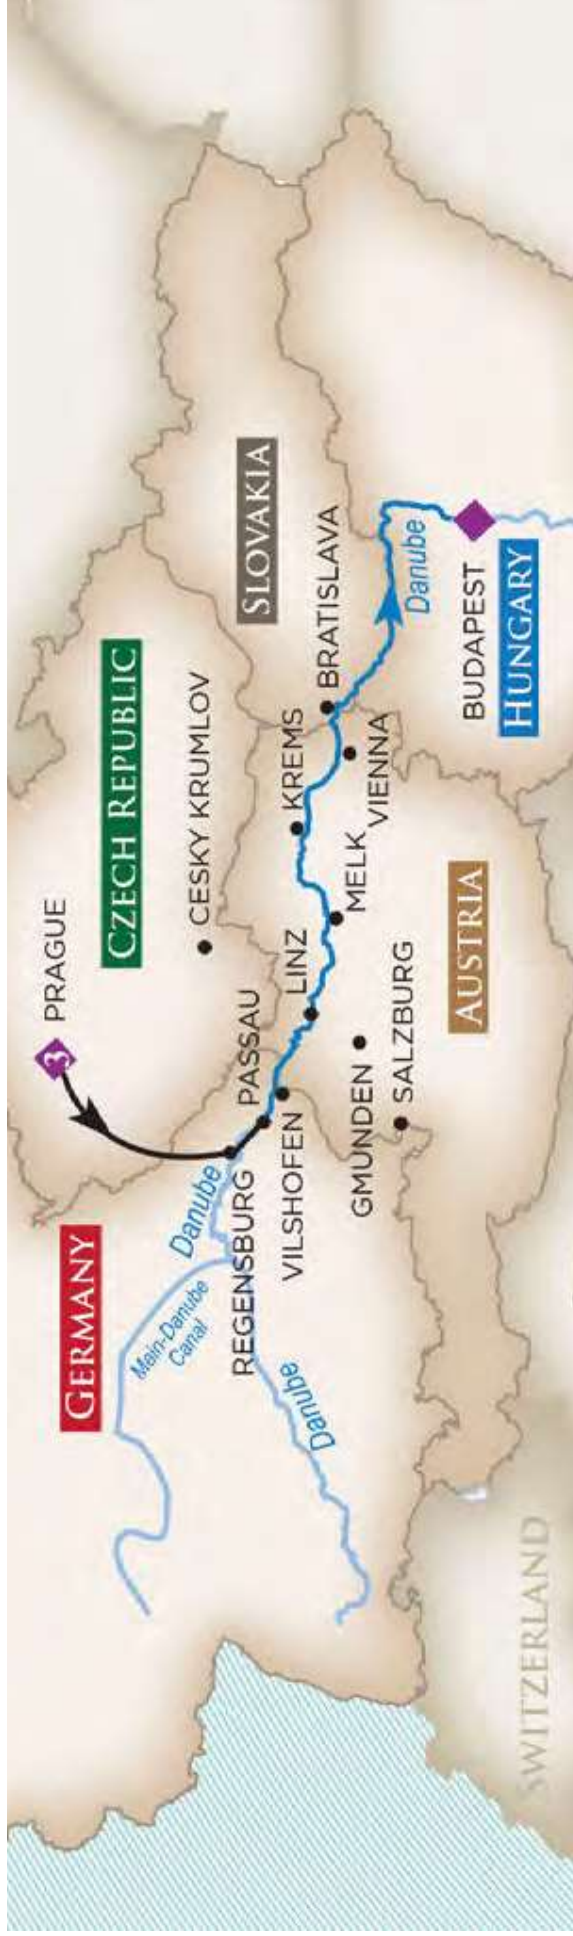 3
PRAGUE
GERMANY
CZECH REPUBLIC
Main-Danube
Canal
Danube
CESKY KRUMLOV
REGENSBURG
PASSAU
SLOVAKIA
VILSHOFEN
LINZ
KREMS
Danube
BRATISLAVA
GMUNDEN
MELK
VIENNA
SALZBURG
Danube
AUSTRIA
BUDAPEST
HUNGARY
SWITZERLAND